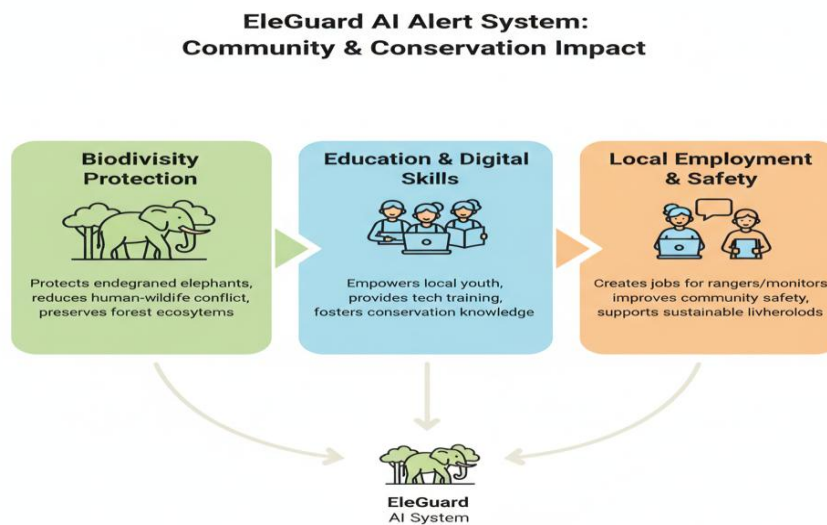 EleGuard AI Alert System:
Community & Conservation Impact
Biodivisity
Protection
Protects endegraned elephants,
reduces human-wildife conflict,
preserves forest ecosytems
Education & Digital
Skills
Empowers local youth,
provides tech training,
fosters conservation knowledge
Local Employment
& Safety
Creates jobs for rangers/monitors
improves community safety,
supports sustainable livherolods
EleGuard
AI System